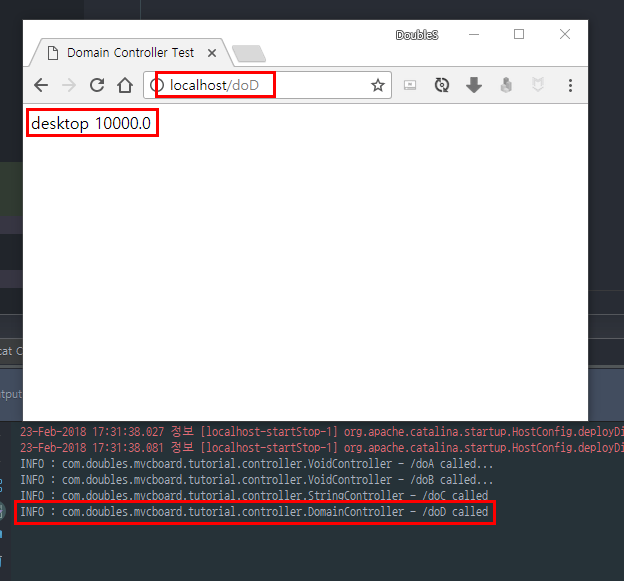 DoubleS
Domain Controller Test
localhost/doD
desktop 10000.0
cat
utput
23-Feb-2018 17:31:38.027 정보 [localhost-startStop-1] org.apache.catalina.startup.HostConfig.deployDi
23-Feb-2018 17:31:38.081 정보 [localhost-startStop-1] org.apache.catalina.startup.HostConfig.deployDi
INFO : com.doubles.mvcboard.tutorial.controller.VoidController - /doA called...
INFO : com.doubles.mvcboard.tutorial.controller.VoidController - /doB called...
INFO : com.doubles.mvcboard.tutorial.controller.StringController - /doC called
INFO : com.doubles.mvcboard.tutorial.controller.DomainController - /doD called